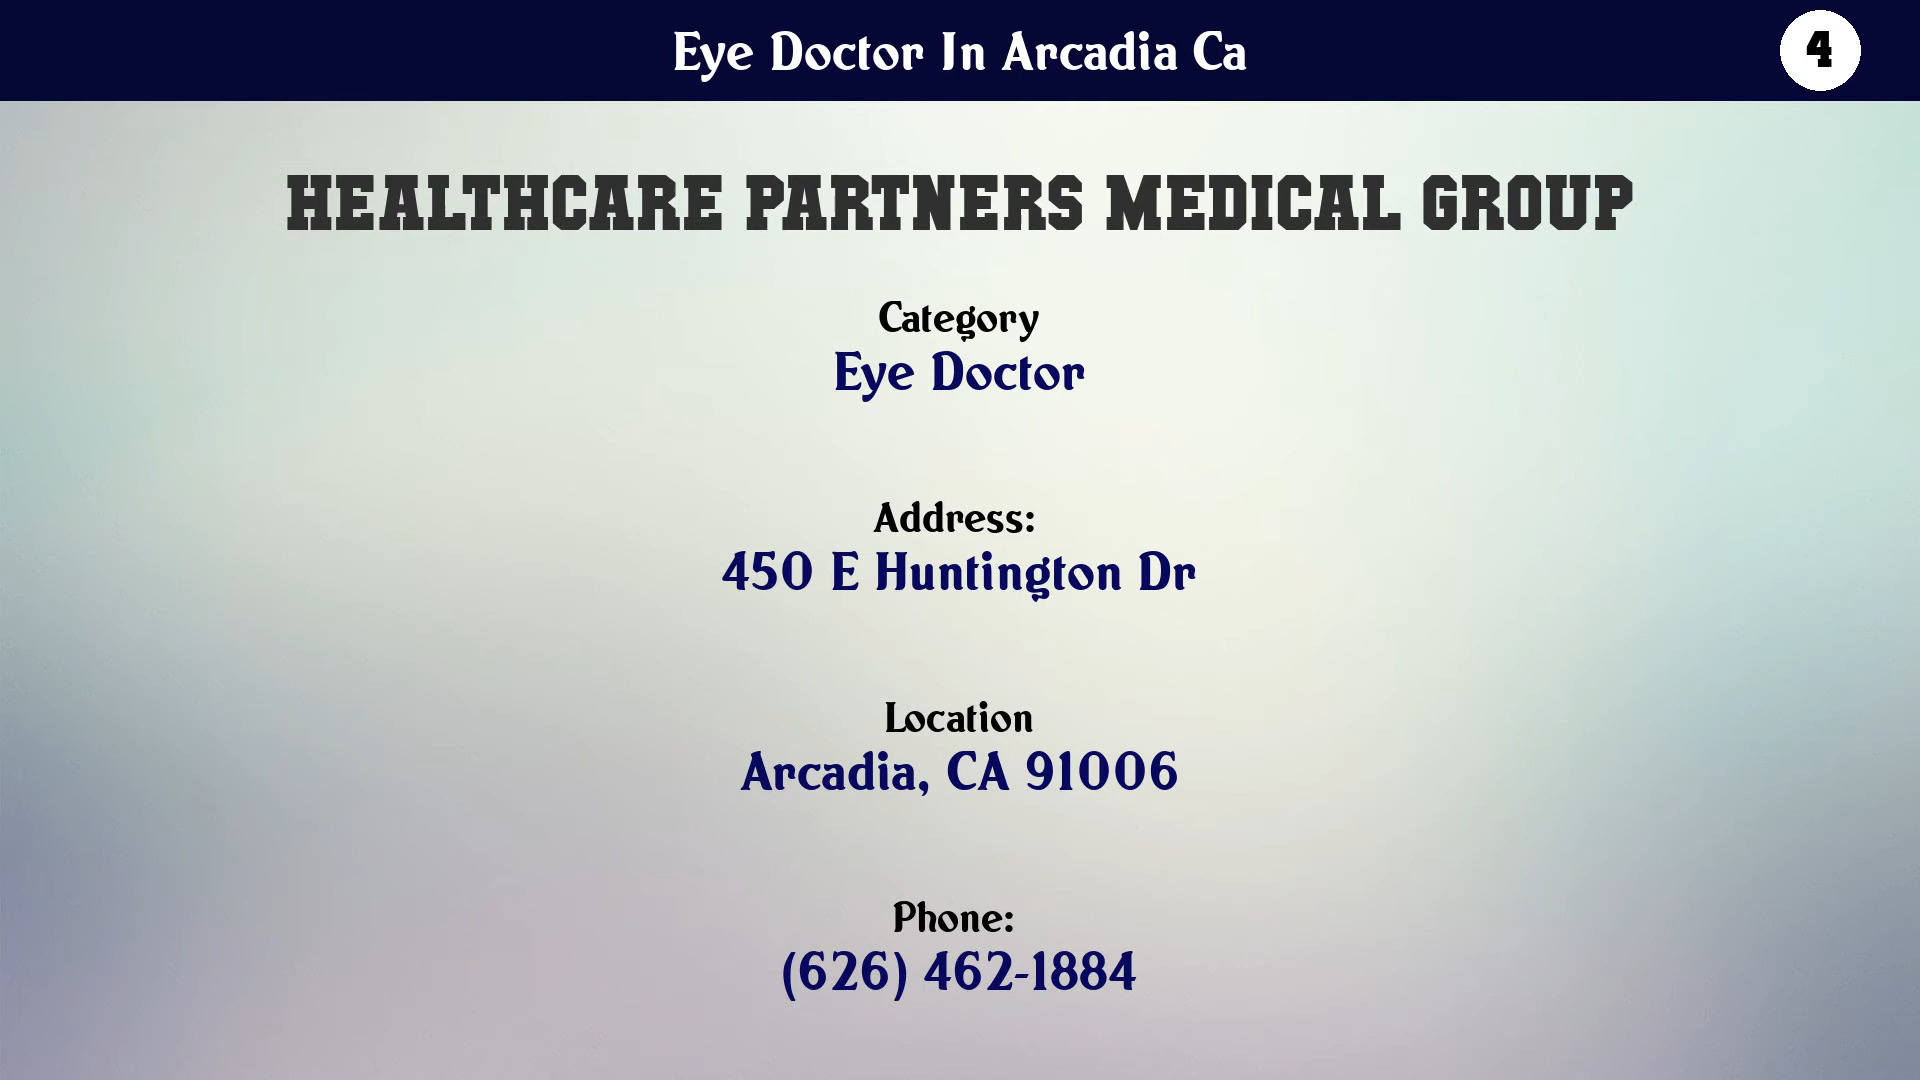 Eye Doctor In Arcadia Ca
4
HEALTHCARE PARTNERS MEDICAL GROUP
Category
Eye Doctor
Address:
450 E Huntington Dr
Location
Arcadia, CA 91006
Phone:
(626) 462-1884